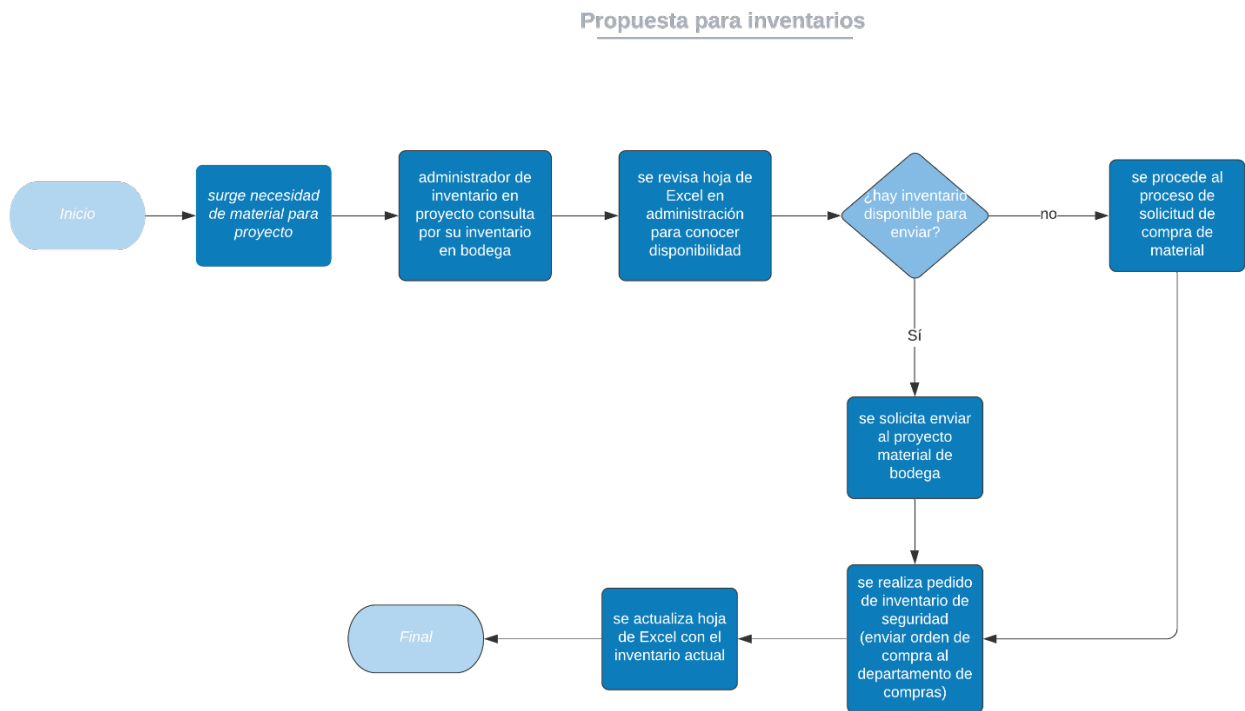 Propuesta para inventarios
Inicio
surge necesidad
de material para
proyecto
administrador de
inventario en
proyecto consulta
por su inventario
en bodega
se revisa hoja de
Excel en
administración
para conocer
disponibilidad
¿hay inventario
disponible para
enviar?
no
se procede al
proceso de
solicitud de
compra de
material
Sí
se solicita enviar
al proyecto
material de
bodega
se realiza pedido
de inventario de
seguridad
(enviar orden de
compra al
departamento de
compras)
se actualiza hoja
de Excel con el
inventario actual
Final